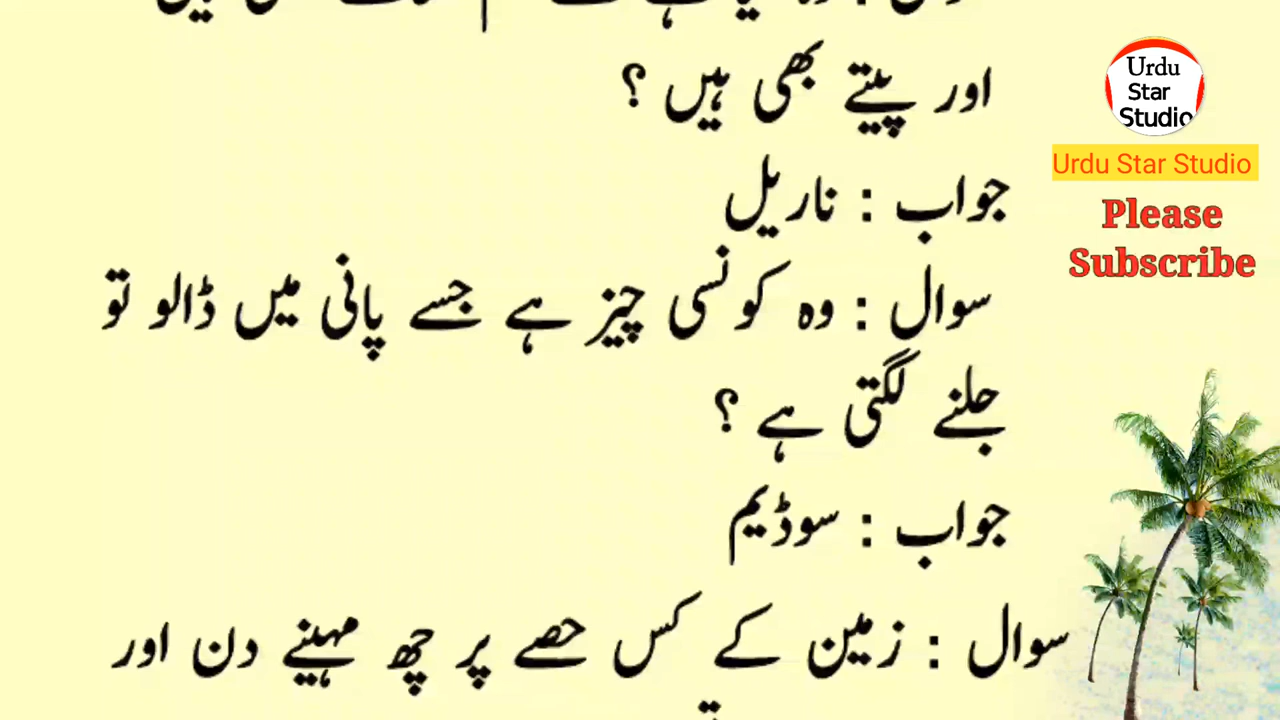 اور پیتے بھی ہیں ؟
جواب : ناریل
سوال : وہ کونسی چیز ہے جسے پانی میں ڈالو تو
جلنے لگتی ہے ؟
جواب : سوڈیم
سوال : زمین کے کس حصے پر چھ مہینے دن اور
Urdu
Star
Studio
Urdu Star Studio
Please
Subscribe